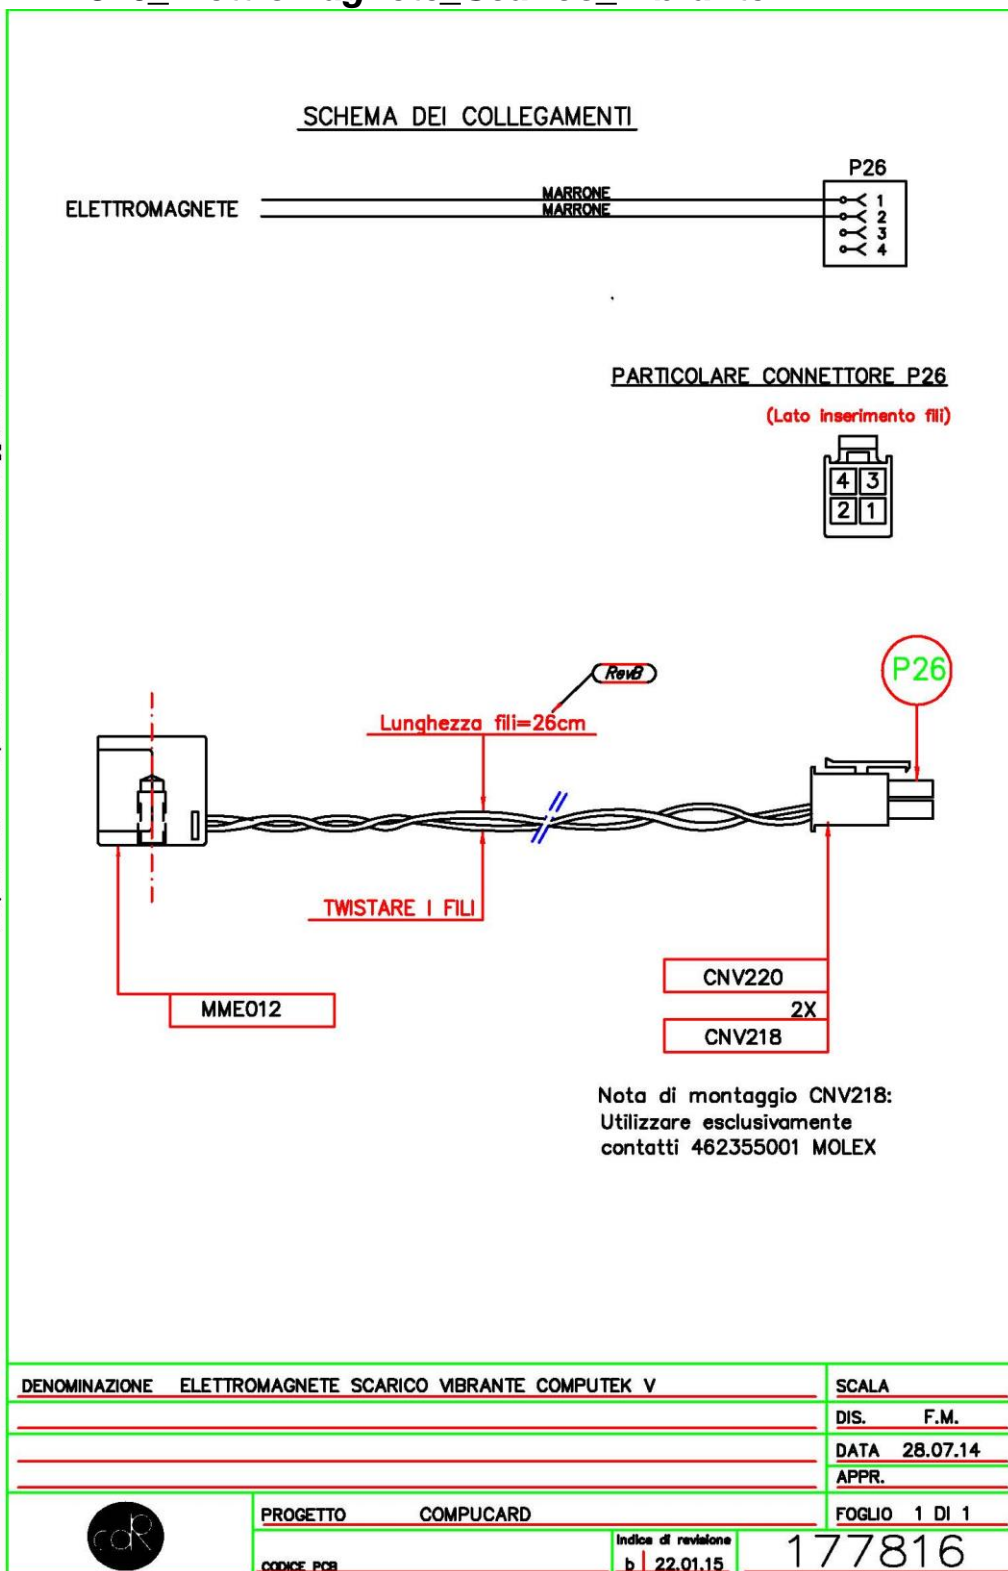 SCHEMA DEI COLLEGAMENTI
P26
ELETTROMAGNETE
MARRONE
MARRONE
1
2
3
4
PARTICOLARE CONNETTORE P26
(Lato inserimento fili)
4 3
2 1
RevB
P26
Lunghezza fili=26cm
TWISTARE I FILI
MME012
CNV220
2X
CNV218
Nota di montaggio CNV218:
Utilizzare esclusivamente
contatti 462355001 MOLEX
DENOMINAZIONE ELETTROMAGNETE SCARICO VIBRANTE COMPUTEK V
SCALA
DIS. F.M.
DATA 28.07.14
APPR.
cdR
PROGETTO COMPUCARD
FOGLIO 1 DI 1
CODICE PCB
Indice di revisione
b 22.01.15
177816